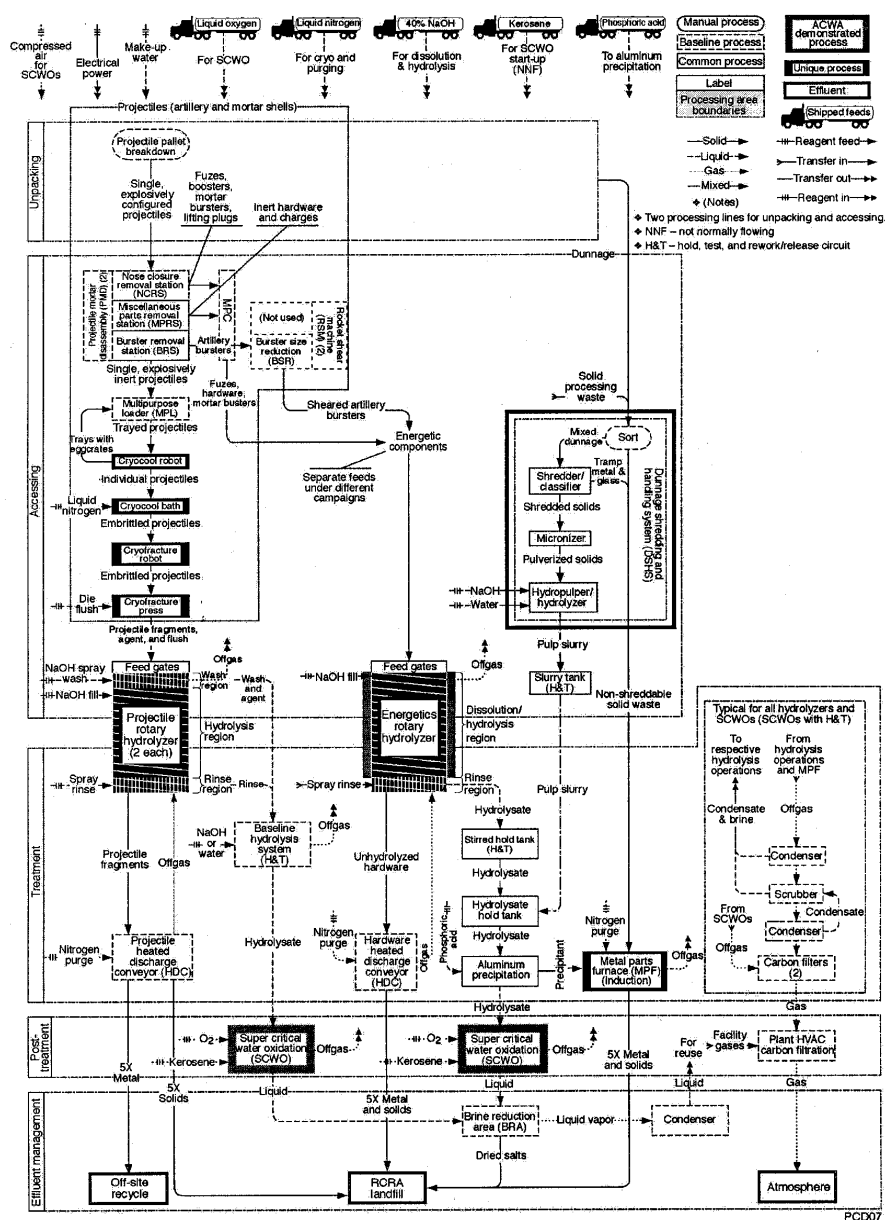 Compressed
air
for
SCWOs
Electrical
power
Make-up
water
Liquid oxygen
For SCWO
Liquid nitrogen
For cryo and
purging
40% NaOH
For dissolution
& hydrolysis
Kerosene
For SCWO
start-up
(NNF)
Phosphoric acid
To aluminum
precipitation
Manual process
Baseline process
Common process
Label
Processing area
boundaries
ACWA
demonstrated
process
Unique process
Effluent
Shipped feeds
Solid
Liquid
Gas
Mixed
(Notes)
Reagent feed
Transfer in
Transfer out
Reagent in
Two processing lines for unpacking and accessing.
NNF – not normally flowing
H&T – hold, test, and rework/release circuit
Projectiles (artillery and mortar shells)
Unpacking
Projectile pallet
breakdown
Single,
explosively
configured
projectiles
Fuzes,
boosters,
mortar
bursters,
lifting plugs
Inert hardware
and charges
Dunnage
Accessing
Projectile mortar
disassembly (PMD) (2)
Nose closure
removal station
(NCRS)
Miscellaneous
parts removal
station (MPRS)
Burster removal
station (BRS)
MPC
Artillery
bursters
(Not used)
Burster size
reduction
(BSR)
Rocket shear
machine
(RSM) (2)
Single, explosively
inert projectiles
Multipurpose
loader (MPL)
Trayed projectiles
Trays with
eggcrates
Cryocool robot
Individual projectiles
Liquid
nitrogen
Cryocool bath
Embrittled projectiles
Cryofracture
robot
Embrittled projectiles
Die
flush
Cryofracture
press
Projectile fragments,
agent, and flush
Fuzes,
hardware,
mortar busters
Sheared artillery
bursters
Energetic
components
Separate feeds
under different
campaigns
Solid
processing
waste
Sort
Mixed
dunnage
Tramp
metal &
glass
Shredder/
classifier
Shredded solids
Micronizer
Pulverized solids
NaOH
Water
Hydropulper/
hydrolyzer
Dunnage shredding and
handling system (DSHS)
Pulp slurry
Slurry tank
(H&T)
Non-shreddable
solid waste
NaOH spray
wash
NaOH fill
Feed gates
Wash
region
Offgas
Wash
and
agent
Projectile
rotary
hydrolyzer
(2 each)
Hydrolysis
region
Spray
rinse
Rinse
region
Rinse
NaOH fill
Feed gates
Offgas
Energetics
rotary
hydrolyzer
Dissolution/
hydrolysis
region
Spray rinse
Rinse
region
Pulp slurry
Typical for all hydrolyzers and
SCWOs (SCWOs with H&T)
To
respective
hydrolysis
operations
From
hydrolysis
operations
and MPF
Condensate
& brine
Offgas
Condenser
Scrubber
Condensate
Condenser
From
SCWOs
Offgas
Carbon filters
(2)
Gas
Treatment
Projectile
fragments
Offgas
NaOH
or
water
Baseline
hydrolysis
system
(H&T)
Offgas
Unhydrolyzed
hardware
Hydrolysate
Stirred hold tank
(H&T)
Hydrolysate
Hydrolysate
hold tank
Hydrolysate
Nitrogen
purge
Projectile
heated
discharge
conveyor (HDC)
Hydrolysate
Nitrogen
purge
Hardware
heated
discharge
conveyor
(HDC)
Offgas
Phosphoric
acid
Aluminum
precipitation
Precipitant
Nitrogen
purge
Metal parts
furnace (MPF)
(Induction)
Offgas
Hydrolysate
Post-
treatment
O2
Kerosene
Super critical
water oxidation
(SCWO)
Offgas
O2
Kerosene
Super critical
water oxidation
(SCWO)
Offgas
5X Metal
and solids
For
reuse
Facility
gases
Plant HVAC
carbon filtration
5X
Metal
5X
Solids
Liquid
5X Metal
and solids
Liquid
Liquid
Gas
Effluent management
Brine reduction
area (BRA)
Liquid vapor
Condenser
Dried salts
Off-site
recycle
RCRA
landfill
Atmosphere
PCD07